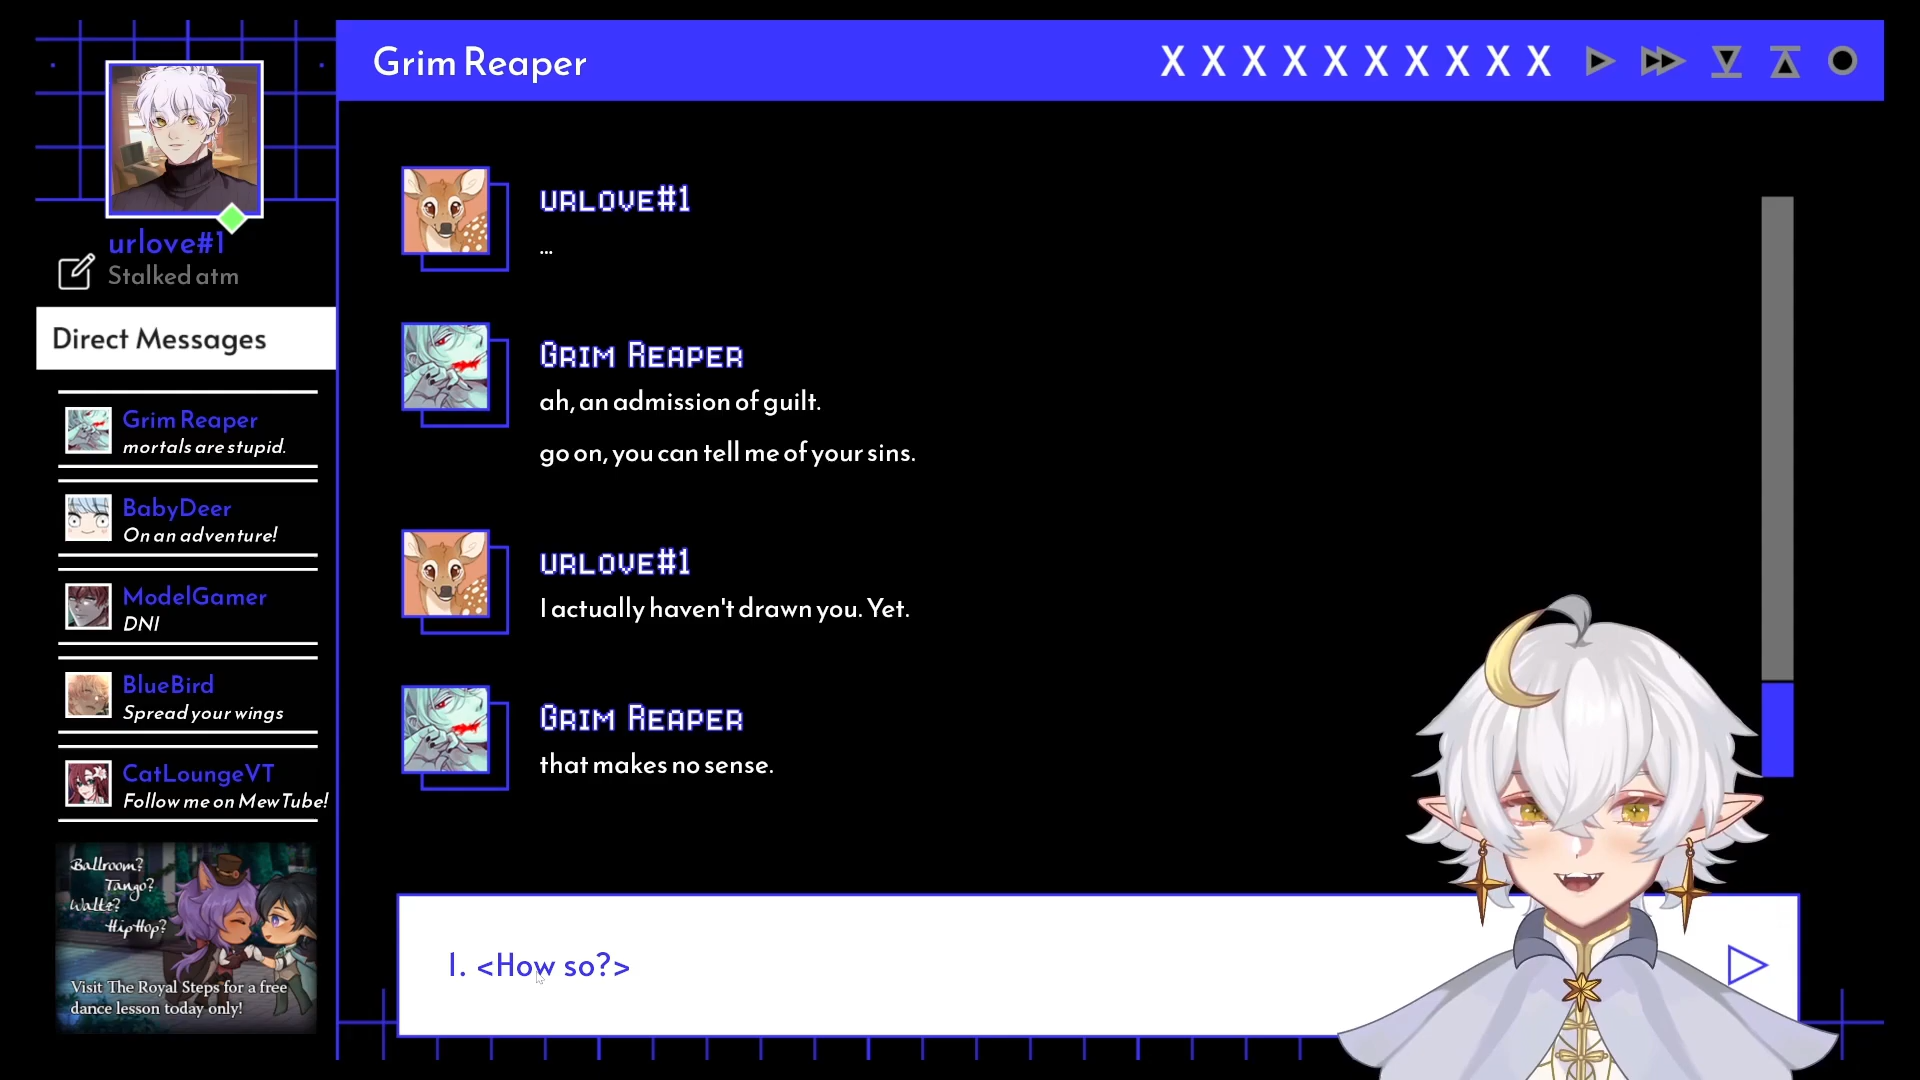 Grim Reaper
X X X X X X X X X X
urlove#1
Stalked atm
Direct Messages
Grim Reaper
mortals are stupid.
BabyDeer
On an adventure!
ModelGamer
DNI
BlueBird
Spread your wings
CatLoungeVT
Follow me on MewTube!
Ballroom?
Tango?
Waltz?
HipHop?
Visit The Royal Steps for a free
dance lesson today only!
urlove#1
...
Grim Reaper
ah, an admission of guilt.
go on, you can tell me of your sins.
urlove#1
I actually haven't drawn you. Yet.
Grim Reaper
that makes no sense.
1. <How so?>